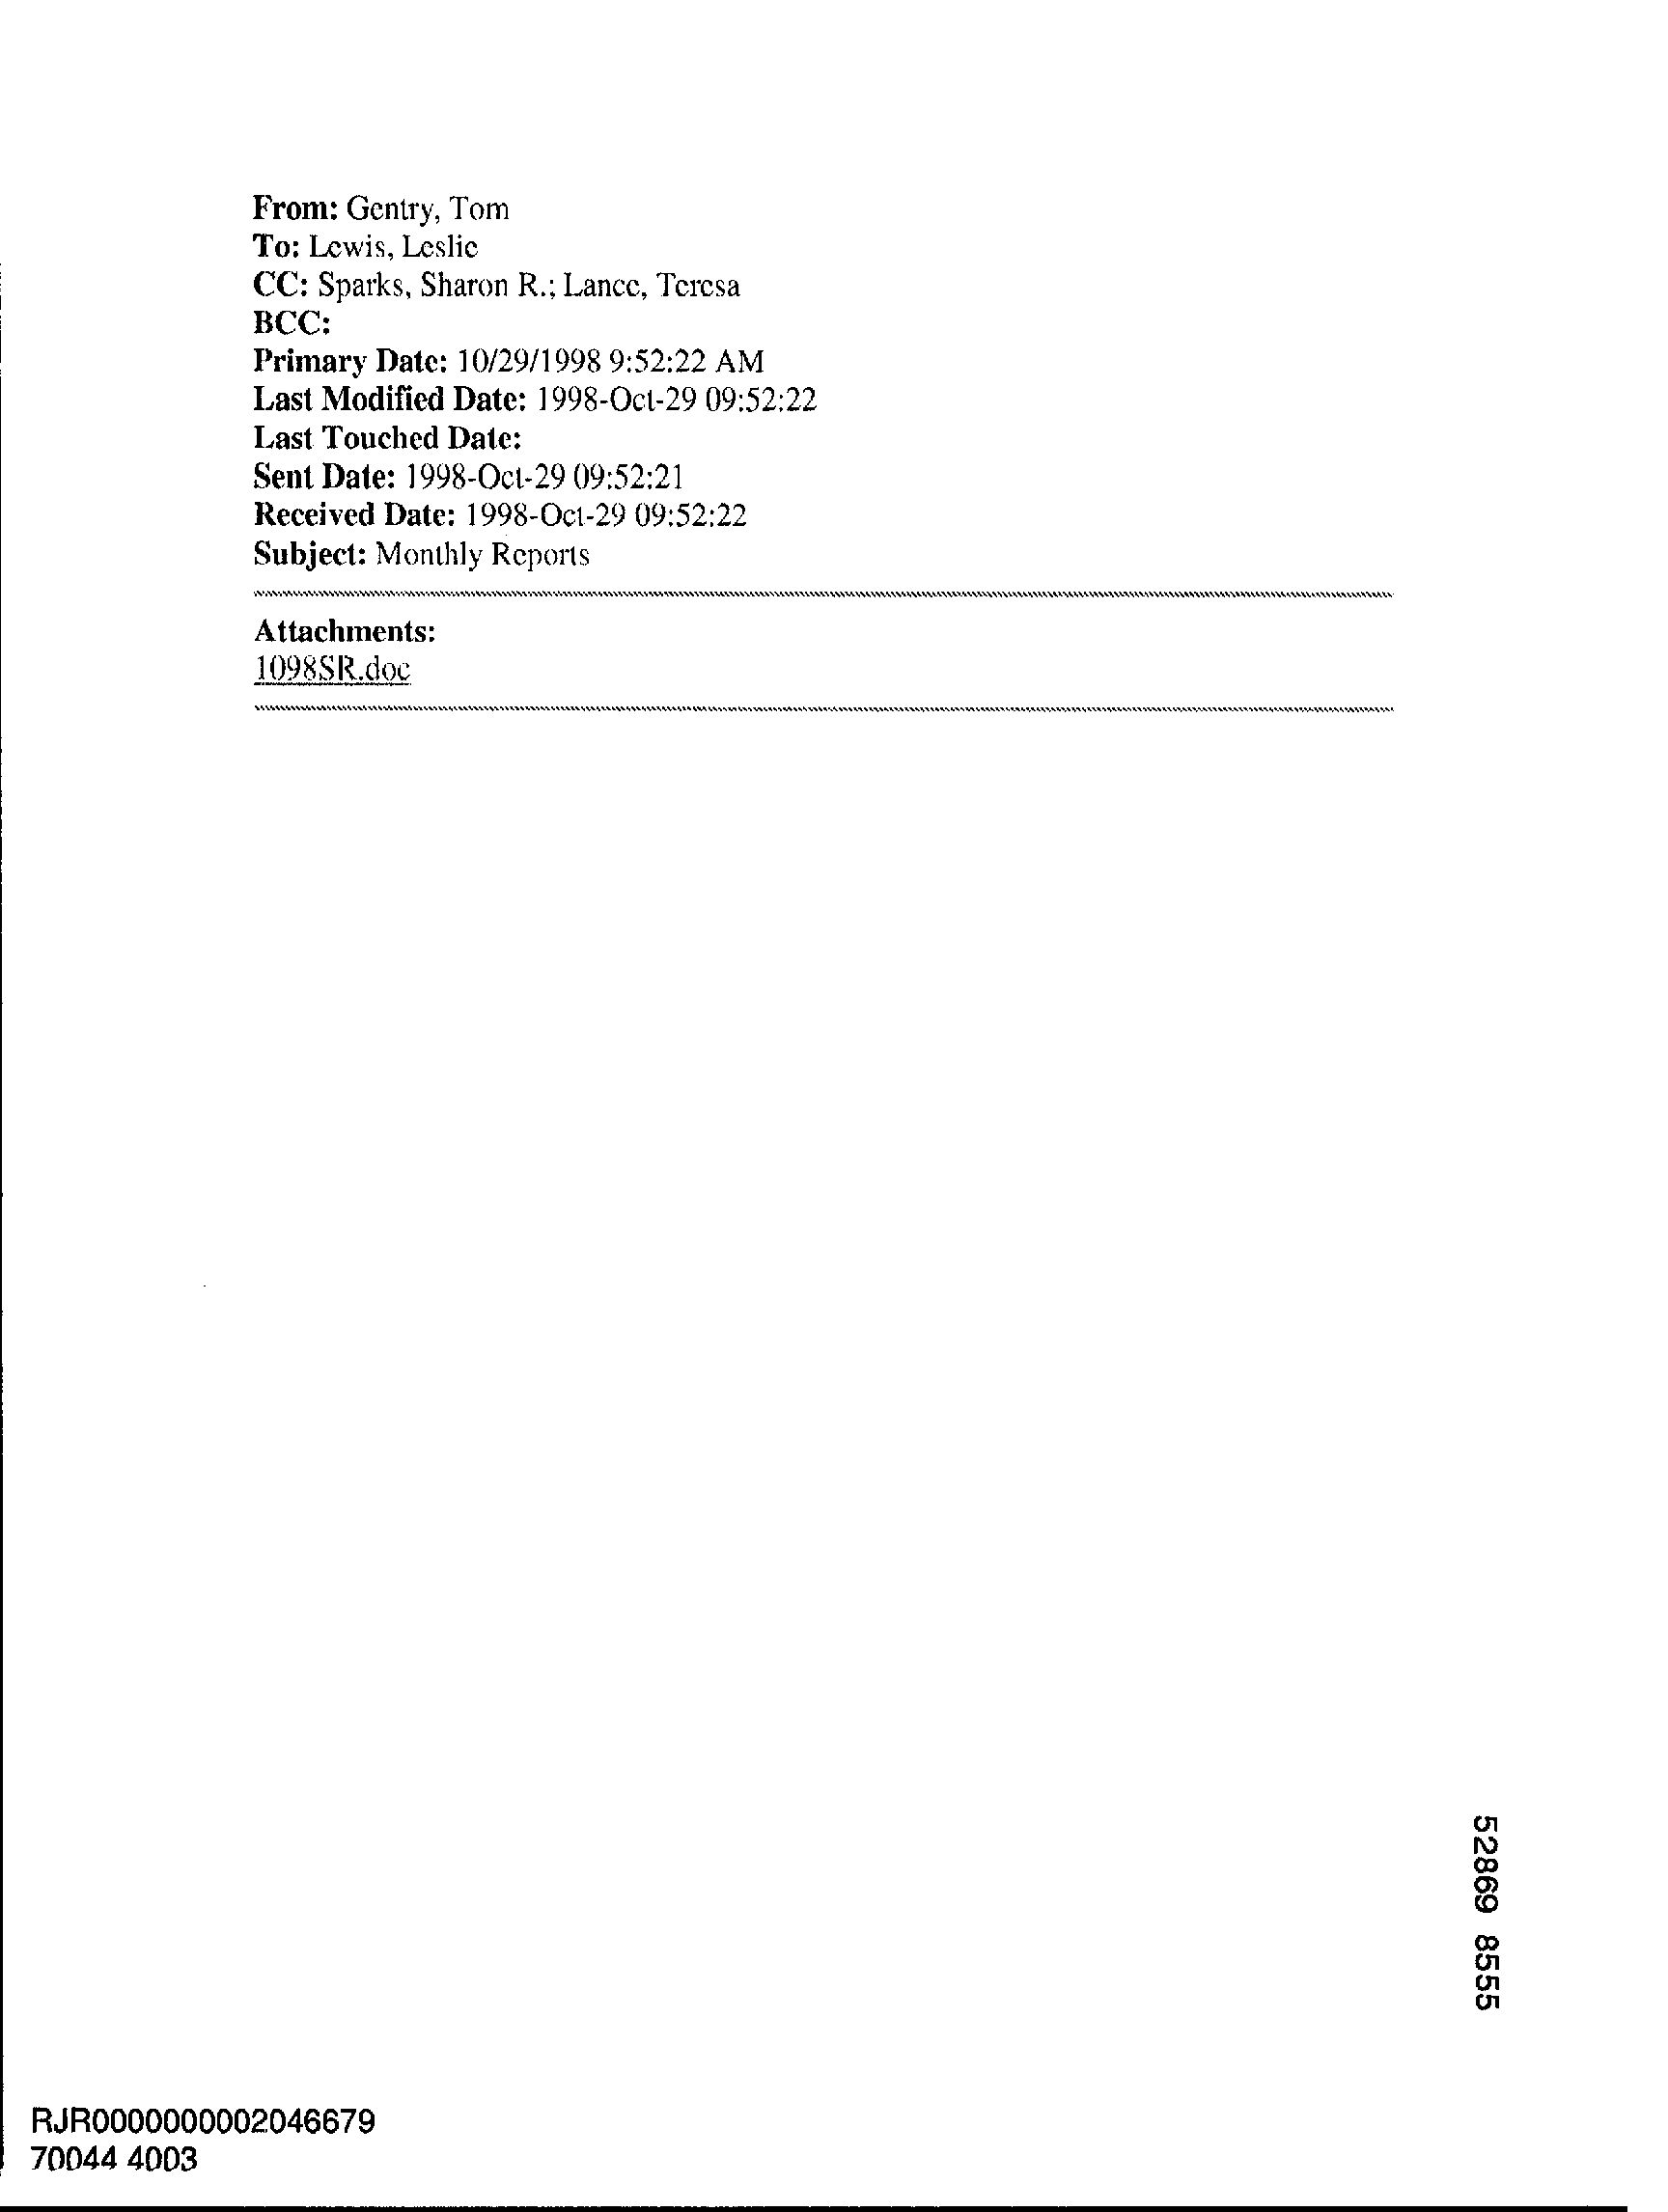 From: Gentry, Tom
To: Lewis, Leslie
CC: Sparks, Sharon R.; Lance, Teresa
BCC:
Primary Date: 10/29/1998 9:52:22 AM
Last Modified Date: 1998-Oct-29 09:52:22
Last Touched Date:
Sent Date: 1998-Oct-29 09:52:21
Received Date: 1998-Oct-29 09:52:22
Subject: Monthly Reports
Attachments:
1098SR.doc
52869 8555
RJR0000000002046679
70044 4003